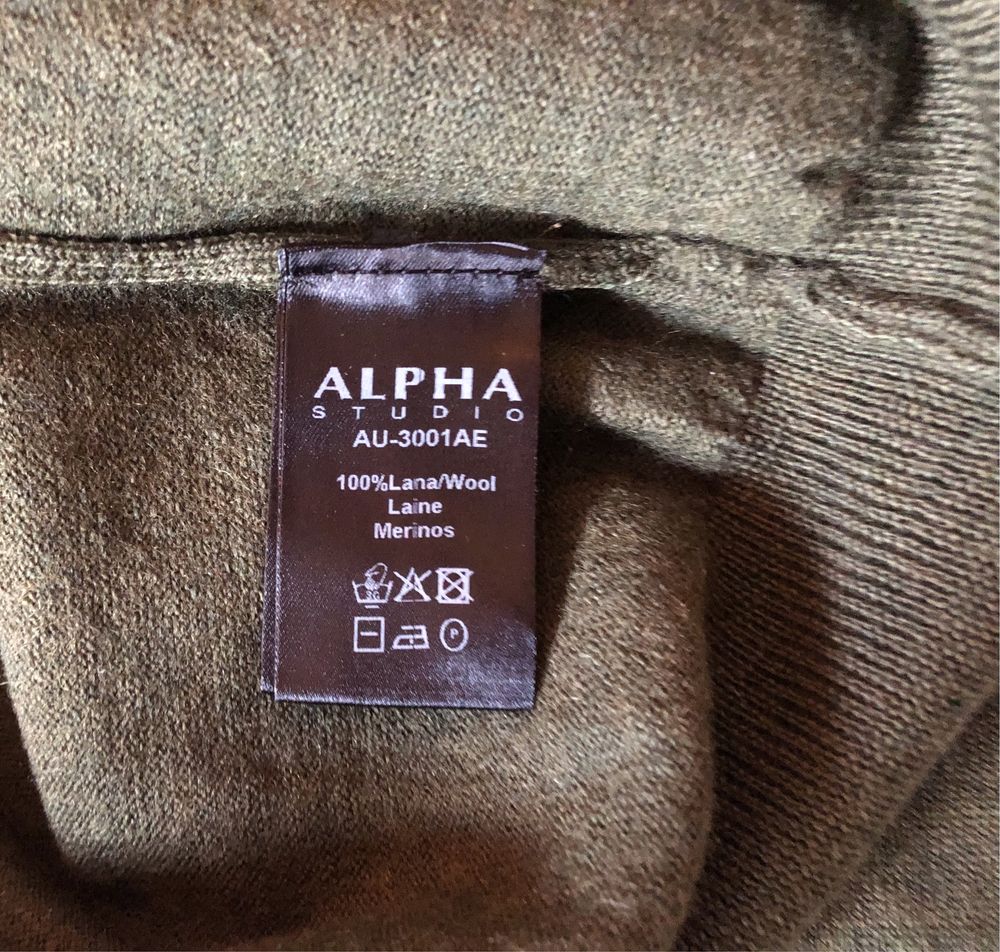 ALPHA
STUDIO
AU-3001AE
100%Lana/Wool
Laine
Merinos
P